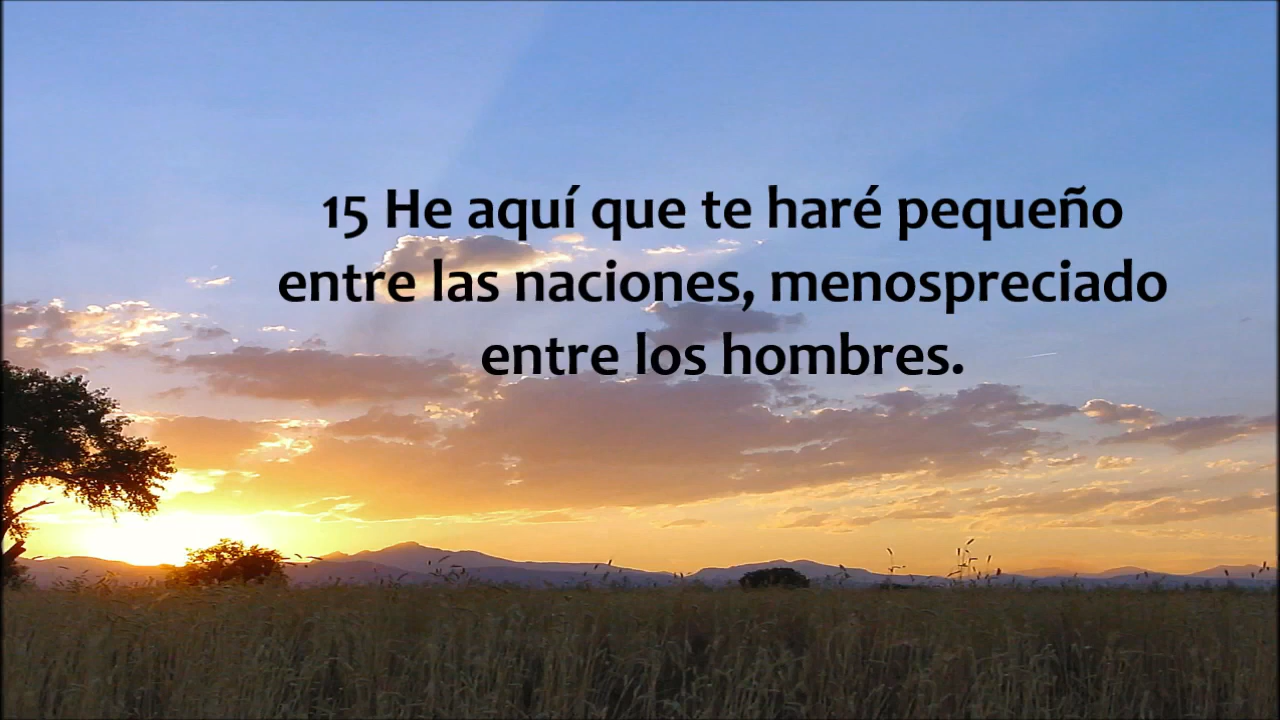 15 He aquí que te haré pequeño
entre las naciones, menospreciado
entre los hombres.